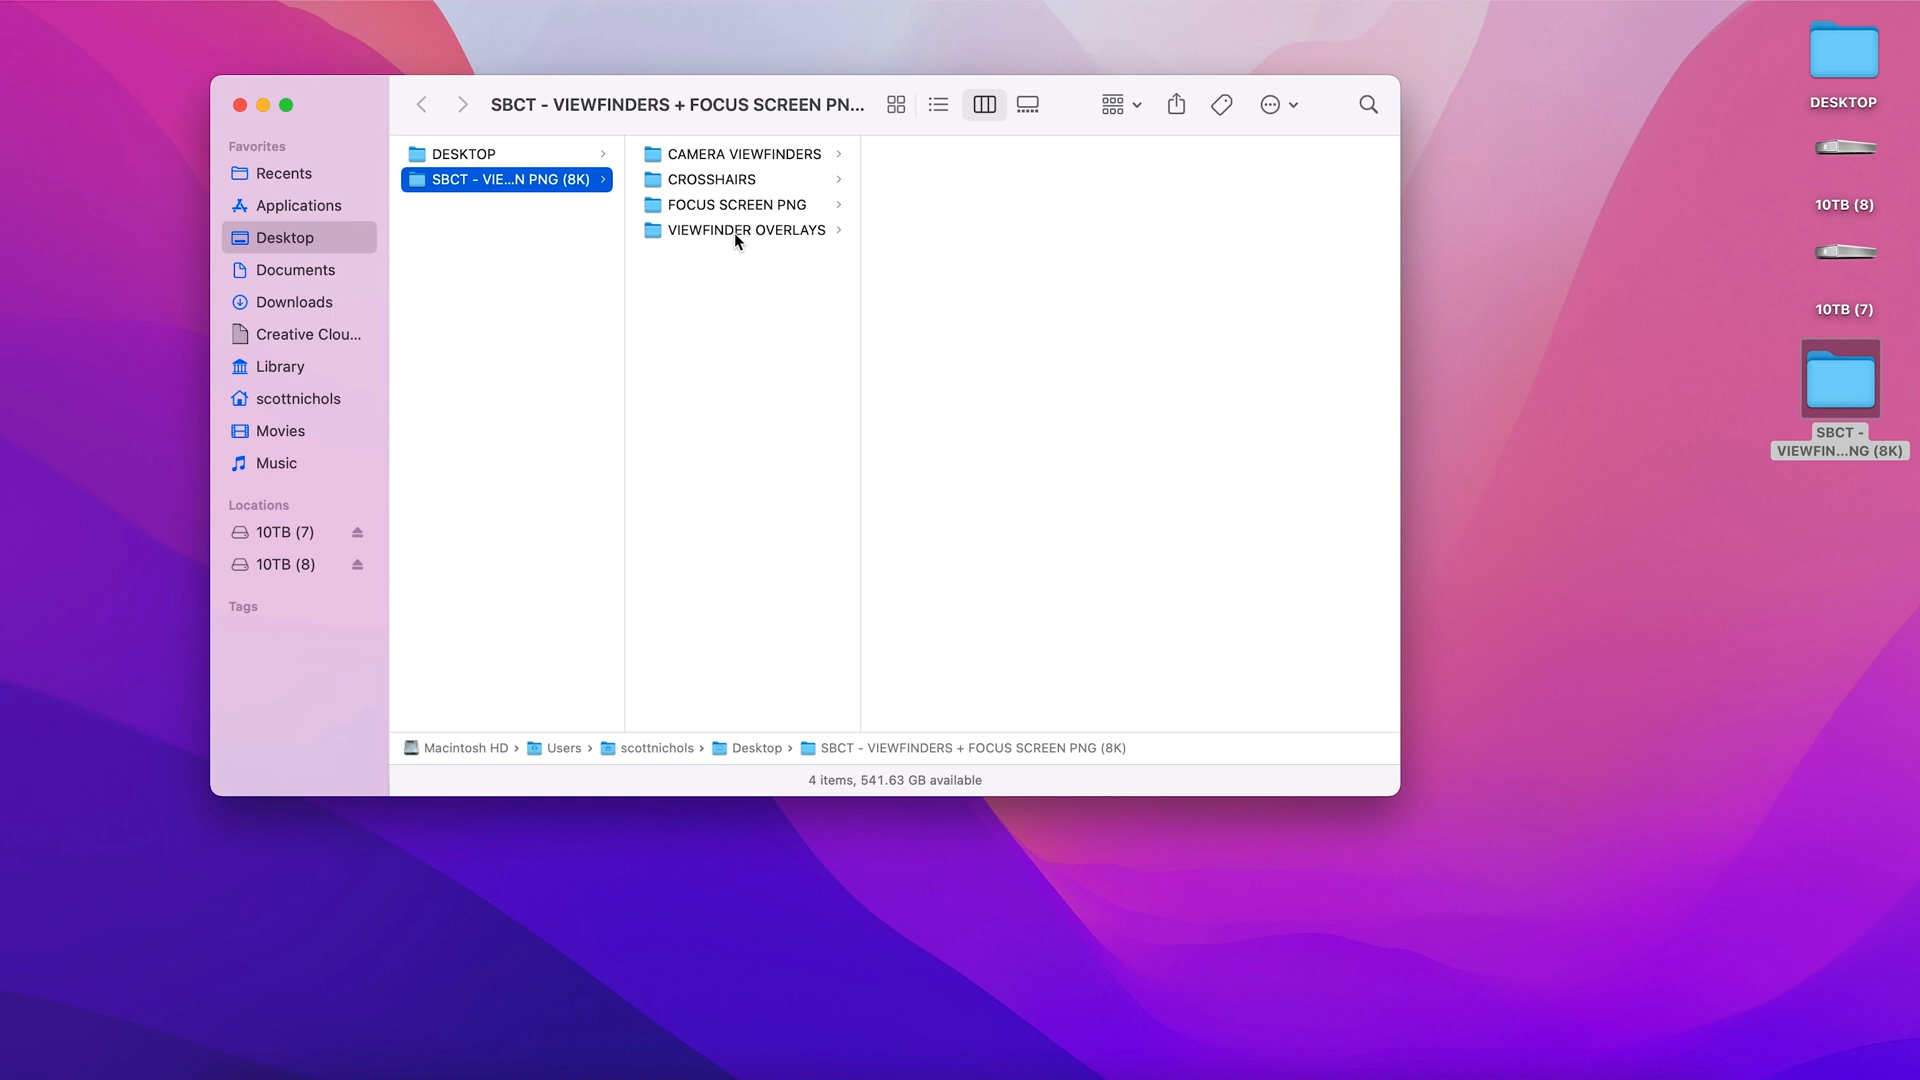 SBCT - VIEWFINDERS + FOCUS SCREEN PN...
Favorites
Recents
Applications
Desktop
Documents
Downloads
Creative Clou...
Library
scottnichols
Movies
Music
Locations
10TB (7)
10TB (8)
Tags
DESKTOP
SBCT - VIE...N PNG (8K)
CAMERA VIEWFINDERS
CROSSHAIRS
FOCUS SCREEN PNG
VIEWFINDER OVERLAYS
Macintosh HD › Users › scottnichols › Desktop › SBCT - VIEWFINDERS + FOCUS SCREEN PNG (8K)
4 items, 541.63 GB available
DESKTOP
10TB (8)
10TB (7)
SBCT -
VIEWFIN...NG (8K)